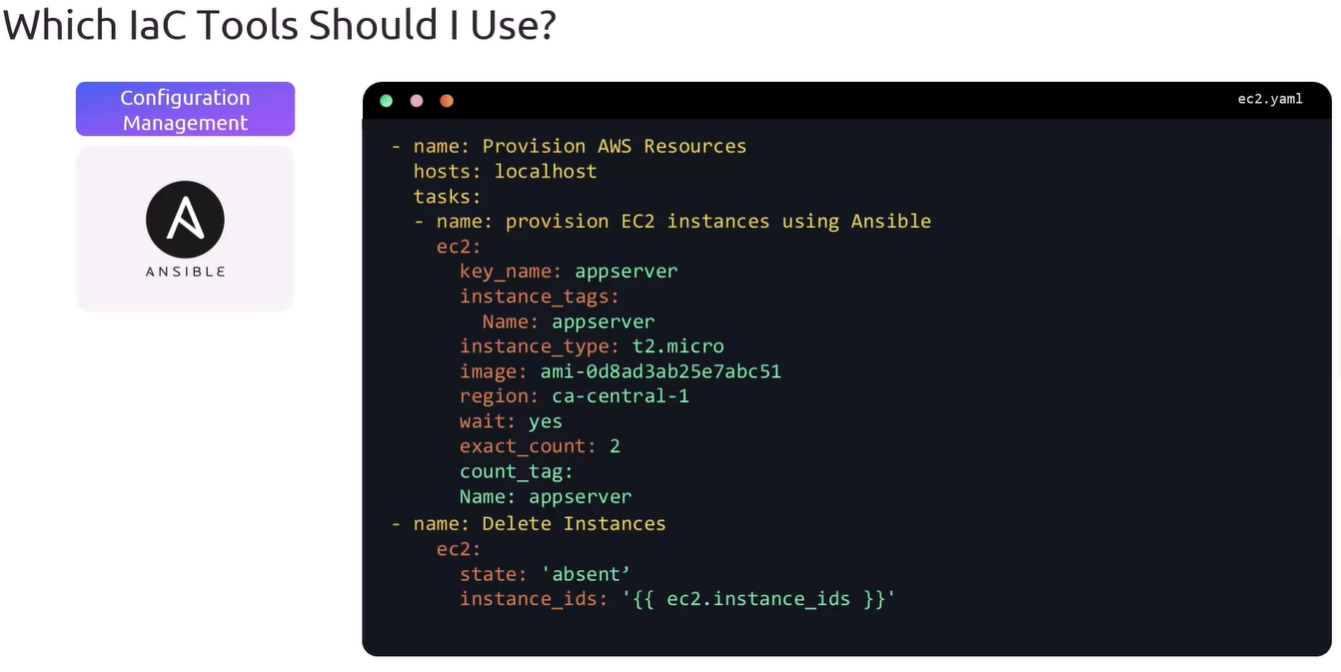 Which IaC Tools Should I Use?
Configuration
Management
ANSIBLE
ec2.yaml
- name: Provision AWS Resources
  hosts: localhost
  tasks:
  - name: provision EC2 instances using Ansible
    ec2:
      key_name: appserver
      instance_tags:
        Name: appserver
      instance_type: t2.micro
      image: ami-0d8ad3ab25e7abc51
      region: ca-central-1
      wait: yes
      exact_count: 2
      count_tag:
      Name: appserver
- name: Delete Instances
    ec2:
      state: 'absent’
      instance_ids: '{{ ec2.instance_ids }}'